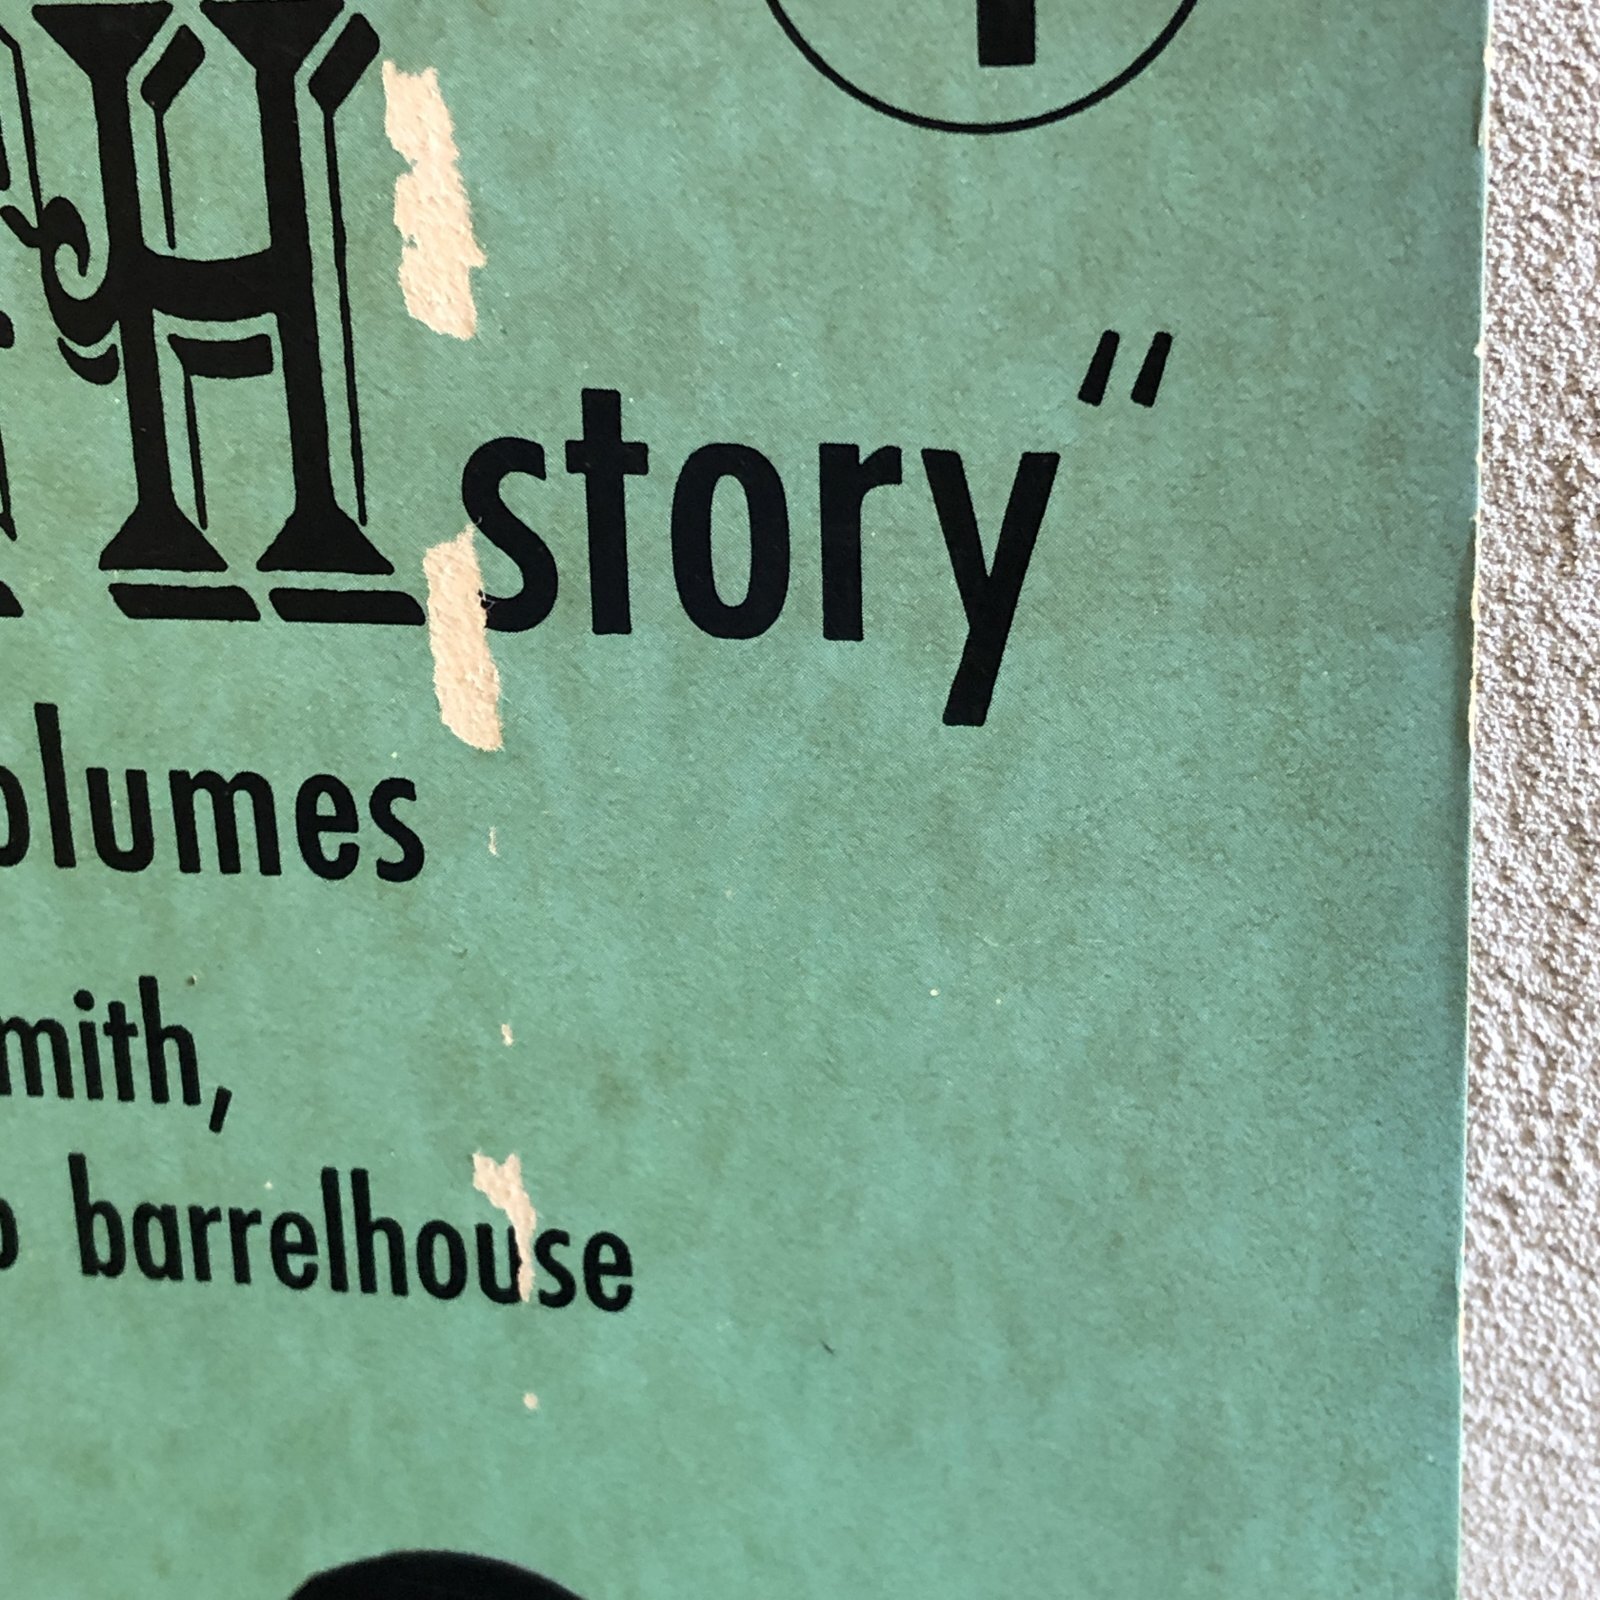 H story"
olumes
mith,
o barrelhouse